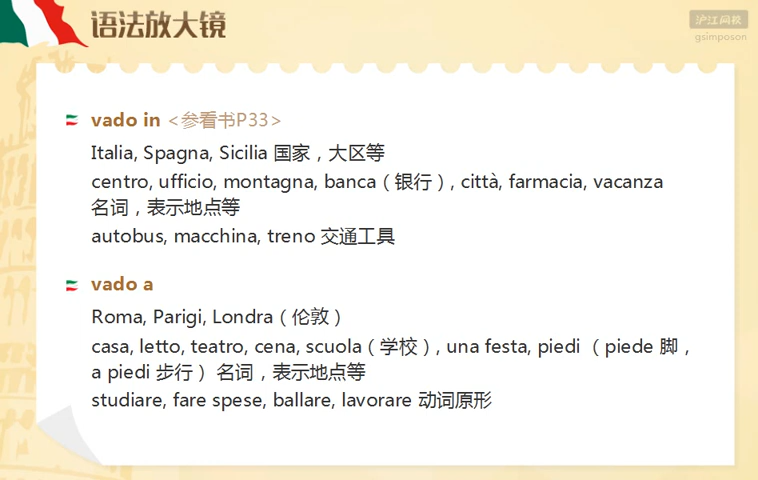 语法放大镜
沪江网校
gsimposon
vado in <参看书P33>
Italia, Spagna, Sicilia 国家，大区等
centro, ufficio, montagna, banca（银行）, città, farmacia, vacanza
名词，表示地点等
autobus, macchina, treno 交通工具
vado a
Roma, Parigi, Londra（伦敦）
casa, letto, teatro, cena, scuola（学校）, una festa, piedi （piede 脚，
a piedi 步行） 名词，表示地点等
studiare, fare spese, ballare, lavorare 动词原形